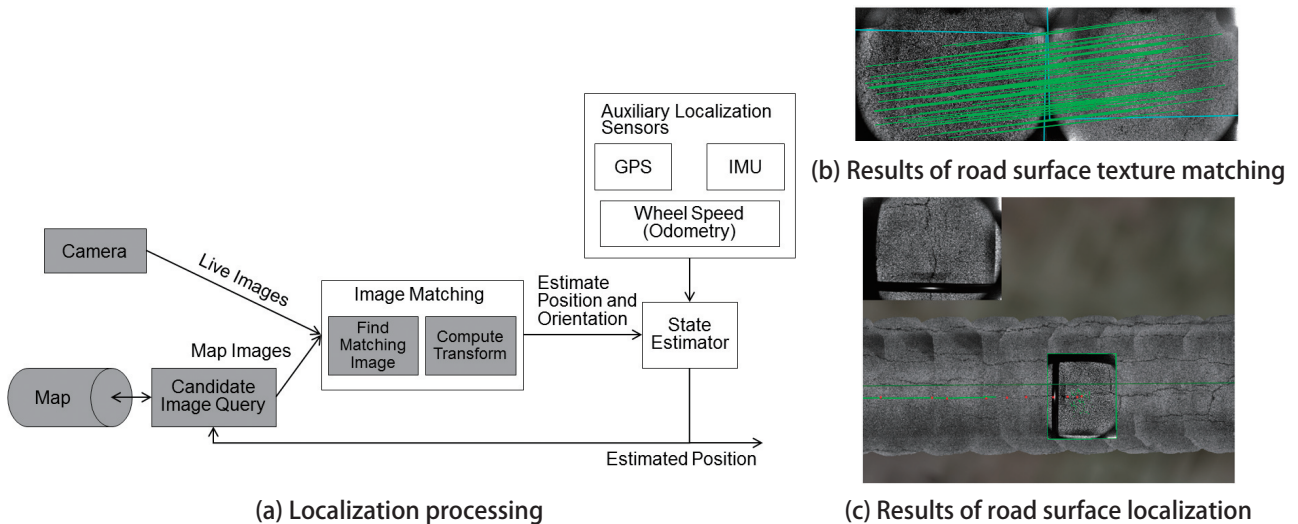 Auxiliary Localization
Sensors
GPS
IMU
Wheel Speed
(Odometry)
Camera
Live Images
Image Matching
Find
Matching
Image
Compute
Transform
Estimate
Position and
Orientation
State
Estimator
Map Images
Map
Candidate
Image Query
Estimated Position
(a) Localization processing
(b) Results of road surface texture matching
(c) Results of road surface localization